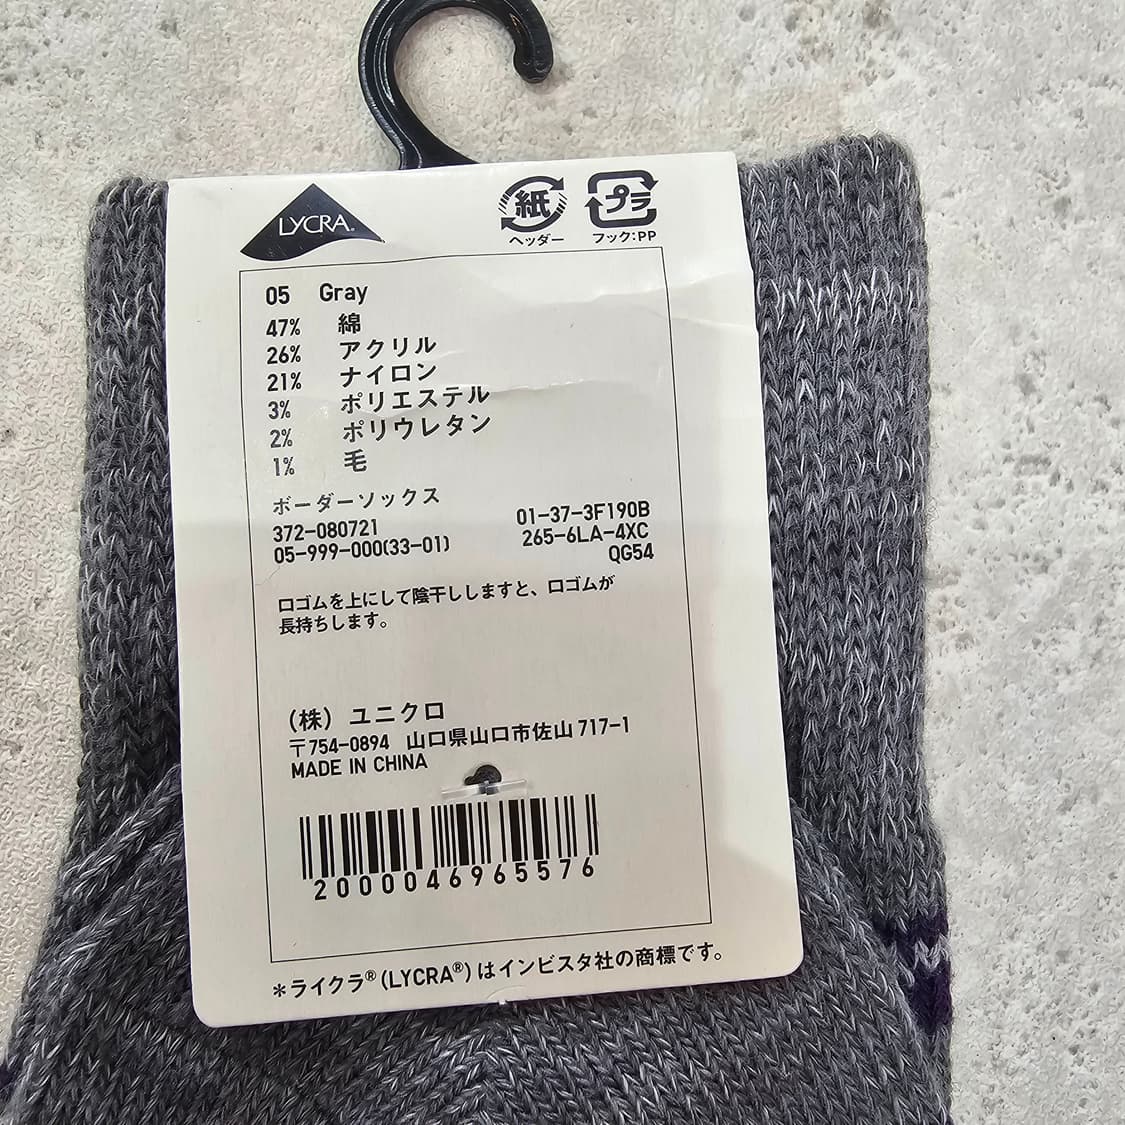 LYCRA®
紙 プラ
ヘッダー フック:PP
05 Gray
47% 綿
26% アクリル
21% ナイロン
3% ポリエステル
2% ポリウレタン
1% 毛
ボーダーソックス
372-080721 01-37-3F190B
05-999-000(33-01) 265-6LA-4XC
QG54
口ゴムを上にして陰干ししますと、口ゴムが
長持ちします。
(株) ユニクロ
〒754-0894 山口県山口市佐山 717-1
MADE IN CHINA
2000046965576
*ライクラ®(LYCRA®)はインビスタ社の商標です。